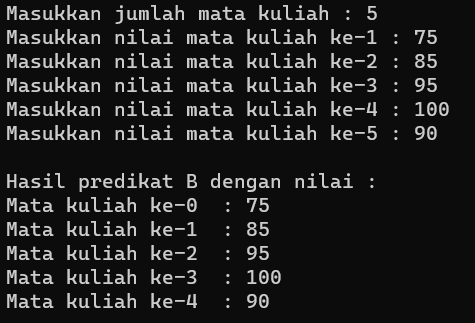 Masukkan jumlah mata kuliah : 5
Masukkan nilai mata kuliah ke-1 : 75
Masukkan nilai mata kuliah ke-2 : 85
Masukkan nilai mata kuliah ke-3 : 95
Masukkan nilai mata kuliah ke-4 : 100
Masukkan nilai mata kuliah ke-5 : 90
Hasil predikat B dengan nilai :
Mata kuliah ke-0  : 75
Mata kuliah ke-1  : 85
Mata kuliah ke-2  : 95
Mata kuliah ke-3  : 100
Mata kuliah ke-4  : 90